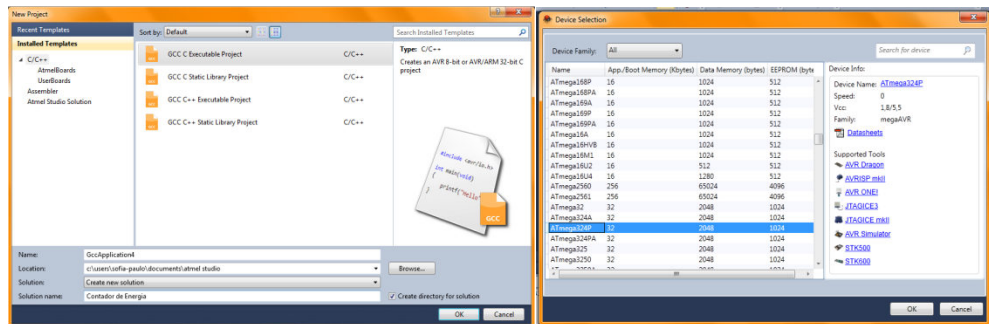 New Project
Recent Templates
Installed Templates
C/C++
AtmelBoards
UserBoards
Assembler
Atmel Studio Solution
Sort by: Default
Search Installed Templates
GCC C Executable Project C/C++
GCC C Static Library Project C/C++
GCC C++ Executable Project C/C++
GCC C++ Static Library Project C/C++
Type: C/C++
Creates an AVR 8-bit or AVR/ARM 32-bit C
project
#include <avr/io.h>
int main(void)
{
printf("Hello"
}
GCC
Name: GccApplication4
Location: c:\users\sofia-paulo\documents\atmel studio
Browse...
Solution: Create new solution
Solution name: Contador de Energia
Create directory for solution
OK Cancel
Device Selection
Device Family: All
Search for device
Name App./Boot Memory (Kbytes) Data Memory (bytes) EEPROM (byte
ATmega168P 16 1024 512
ATmega168PA 16 1024 512
ATmega169A 16 1024 512
ATmega169P 16 1024 512
ATmega169PA 16 1024 512
ATmega16A 16 1024 512
ATmega16HVB 16 1024 512
ATmega16M1 16 1024 512
ATmega16U2 16 512 512
ATmega16U4 16 1280 512
ATmega2560 256 65024 4096
ATmega2561 256 65024 4096
ATmega32 32 2048 1024
ATmega324A 32 2048 1024
ATmega324P 32 2048 1024
ATmega324PA 32 2048 1024
ATmega325 32 2048 1024
ATmega3250 32 2048 1024
Device Info:
Device Name: ATmega324P
Speed: 0
Vcc: 1,8/5,5
Family: megaAVR
Datasheets
Supported Tools
AVR Dragon
AVRISP mkII
AVR ONE!
JTAGICE3
JTAGICE mkII
AVR Simulator
STK500
STK600
OK Cancel